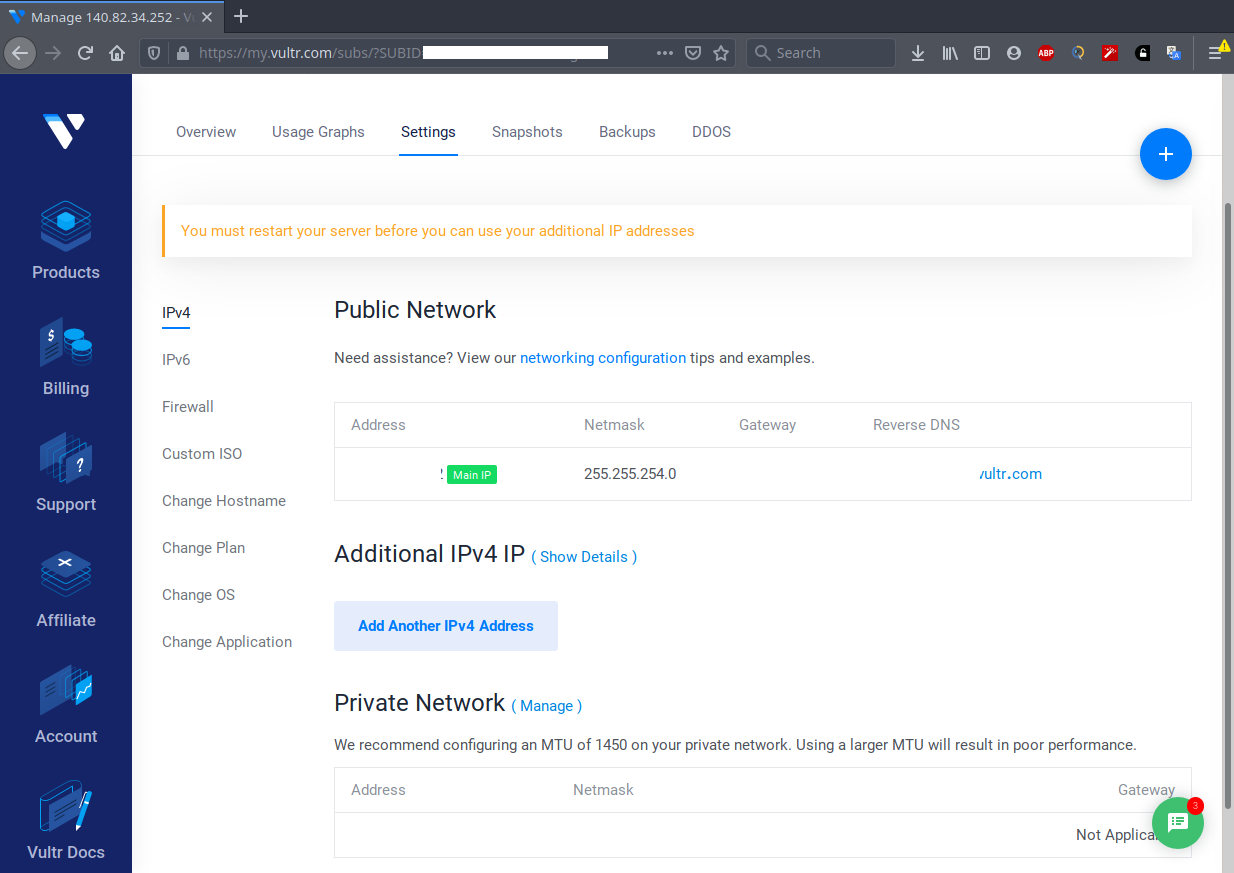 Manage 140.82.34.252 - Vu
https://my.vultr.com/subs/?SUBID=
Search
ABP
Overview Usage Graphs Settings Snapshots Backups DDOS
You must restart your server before you can use your additional IP addresses
Products
Billing
Support
Affiliate
Account
Vultr Docs
IPv4
IPv6
Firewall
Custom ISO
Change Hostname
Change Plan
Change OS
Change Application
Public Network
Need assistance? View our networking configuration tips and examples.
Address Netmask Gateway Reverse DNS
Main IP 255.255.254.0 vultr.com
Additional IPv4 IP ( Show Details )
Add Another IPv4 Address
Private Network ( Manage )
We recommend configuring an MTU of 1450 on your private network. Using a larger MTU will result in poor performance.
Address Netmask Gateway
Not Applica
3